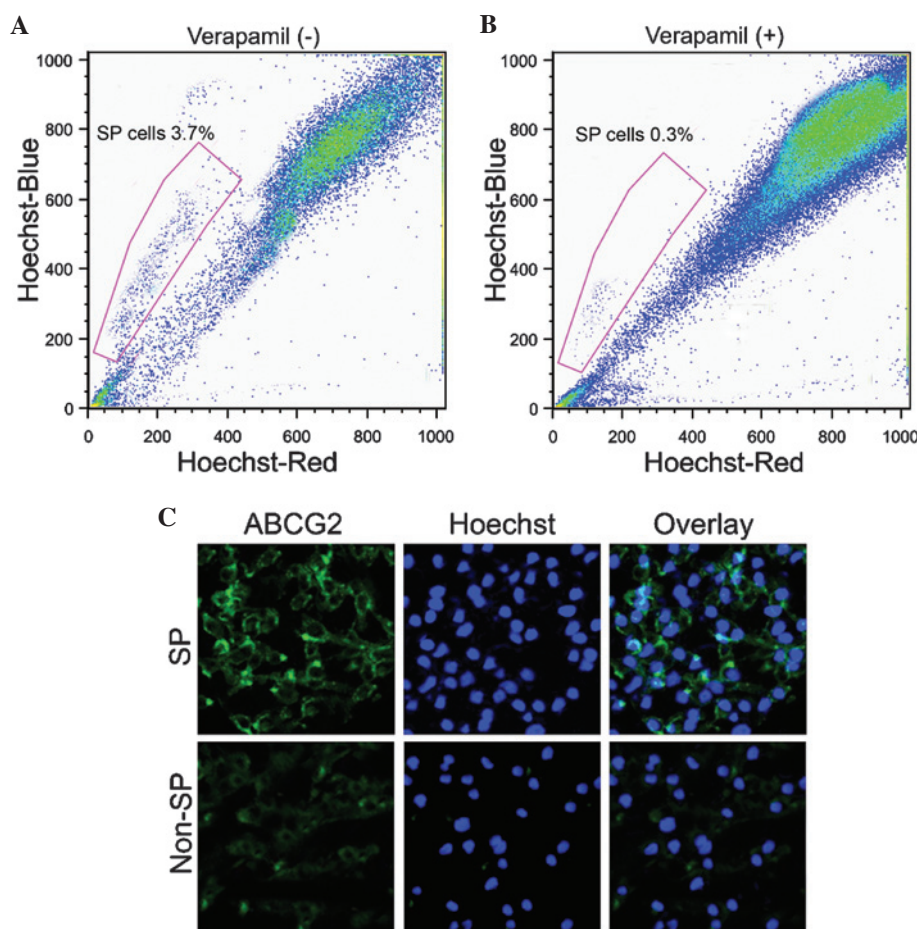 A
Verapamil (-)
1000
800
600
400
200
0
Hoechst-Blue
SP cells 3.7%
0 200 400 600 800 1000
Hoechst-Red
B
Verapamil (+)
1000
800
600
400
200
0
Hoechst-Blue
SP cells 0.3%
0 200 400 600 800 1000
Hoechst-Red
C
ABCG2 Hoechst Overlay
SP
Non-SP